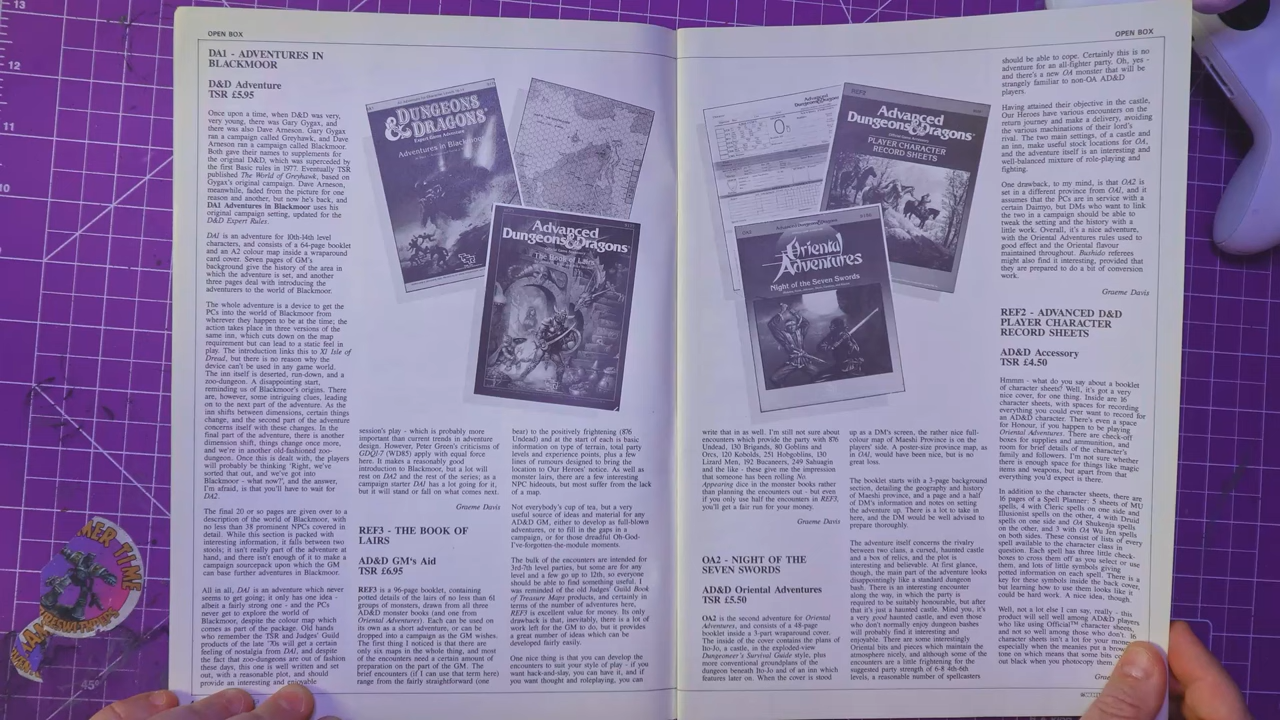 OPEN BOX
DA1 - ADVENTURES IN
BLACKMOOR
D&D Adventure
TSR £5.95
Once upon a time, when D&D was very,
very young, there was Gary Gygax, and
there was also Dave Arneson. Gary Gygax
ran a campaign called Greyhawk, and Dave
Arneson ran a campaign called Blackmoor.
Both gave their names to supplements for
the original D&D, which was superceded by
the first Basic rules in 1977. Eventually TSR
published The World of Greyhawk, based on
Gygax's original campaign. Dave Arneson,
meanwhile, faded from the picture for one
reason and another, but now he's back, and
DA1 Adventures in Blackmoor uses his
original campaign setting, updated for the
D&D Expert Rules.
DA1 is an adventure for 10th-14th level
characters, and consists of a 64-page booklet
and an A2 colour map inside a wraparound
card cover. Seven pages of GM's
background give the history of the area in
which the adventure is set, and another
three pages deal with introducing the
adventurers to the world of Blackmoor.
The whole adventure is a device to get the
PCs into the world of Blackmoor from
wherever they happen to be at the time; the
action takes place in three versions of the
same inn, which cuts down on the map
requirement but can lead to a static feel in
play. The introduction links this to X1 Isle of
Dread, but there is no reason why the
device can't be used in any game world.
The inn itself is deserted, run-down, and a
zoo-dungeon. A disappointing start,
reminding us of Blackmoor's origins. There
are, however, some intriguing clues, leading
on to the next part of the adventure. As the
inn shifts between dimensions, certain things
change, and the second part of the adventure
concerns itself with these changes. In the
final part of the adventure, there is another
dimension shift, things change once more,
and we're in another old-fashioned zoo-
dungeon. Once this is dealt with, the players
will probably be thinking 'Right, we've
sorted that out, and we've got into
Blackmoor - what now?', and the answer,
I'm afraid, is that you'll have to wait for
DA2.
The final 20 or so pages are given over to a
description of the world of Blackmoor, with
no less than 38 prominent NPCs covered in
detail. While this section is packed with
interesting information, it falls between two
stools; it isn't really part of the adventure at
hand, and there isn't enough of it to make a
campaign sourcepack upon which the GM
can base further adventures in Blackmoor.
All in all, DA1 is an adventure which never
seems to get going; it only has one idea -
albeit a fairly strong one - and the PCs
never get to explore the world of
Blackmoor, despite the colour map which
comes as part of the package. Old hands
who remember the TSR and Judges' Guild
products of the late '70s will get a certain
feeling of nostalgia from DA1, and despite
the fact that zoo-dungeons are out of fashion
these days, this one is well written and set
out, with a reasonable plot, and should
provide an interesting and enjoyable
DUNGEONS
& DRAGONS
Adventures in Blackmoor
Advanced
Dungeons & Dragons
The Book of Lairs
session's play - which is probably more
important than current trends in adventure
design. However, Peter Green's criticisms of
GDQ1-7 (WD85) apply with equal force
here. It makes a reasonably good
introduction to Blackmoor, but a lot will
rest on DA2 and the rest of the series; as a
campaign starter DA1 has a lot going for it,
but it will stand or fall on what comes next.
Graeme Davis
REF3 - THE BOOK OF
LAIRS
AD&D GM's Aid
TSR £6.95
REF3 is a 96-page booklet, containing
potted details of the lairs of no less than 61
groups of monsters, drawn from all three
AD&D monster books (and one from
Oriental Adventures). Each can be used on
its own as a short adventure, or can be
dropped into a campaign as the GM wishes.
The first thing I noticed is that there are
only six maps in the whole thing, and most
of the encounters need a certain amount of
preparation on the part of the GM. The
brief encounters (if I can use that term here)
range from the fairly straightforward (one
bear) to the positively frightening (876
Undead) and at the start of each is basic
information on type of terrain, total party
levels and experience points, plus a few
lines of rumours designed to bring the
location to Our Heroes' notice. As well as
monster lairs, there are a few interesting
NPC hideouts, but most suffer from the lack
of a map.
Not everybody's cup of tea, but a very
useful source of ideas and material for any
AD&D GM, either to develop as full-blown
adventures, or to fill in the gaps in a
campaign, or for those dreadful Oh-God-
I've-forgotten-the-module moments.
The bulk of the encounters are intended for
3rd-7th level parties, but some are for any
level and a few go up to 12th, so everyone
should be able to find something useful. I
was reminded of the old Judges' Guild Book
of Treasure Maps, and certainly in
terms of the number of adventures here,
REF3 is excellent value for money. Its only
drawback is that, inevitably, there is a lot of
work left for the GM to do, but it provides
a great number of ideas which can be
developed fairly easily.
One nice thing is that you can develop the
encounters to suit your style of play - if you
want hack-and-slay, you can have it, and if
you want thought and roleplaying, you can
OPEN BOX
Advanced
Dungeons & Dragons
PLAYER CHARACTER
RECORD SHEETS
Oriental
Adventures
Night of the Seven Swords
write that in as well. I'm still not sure about
encounters which provide the party with 876
Undead, 130 Brigands, 80 Goblins and
Orcs, 120 Kobolds, 251 Hobgoblins, 130
Lizard Men, 192 Bucaneers, 249 Sahuagin
and the like - these give me the impression
that someone has been rolling No.
Appearing dice in the monster books rather
than planning the encounters out - but even
if you only use half the encounters in REF3,
you'll get a fair run for your money.
Graeme Davis
OA2 - NIGHT OF THE
SEVEN SWORDS
AD&D Oriental Adventures
TSR £5.50
OA2 is the second adventure for Oriental
Adventures, and consists of a 48-page
booklet inside a 3-part wraparound cover.
The inside of the cover contains the plans of
Ito-Jo, a castle, in the exploded-view
Dungeoneer's Survival Guide style, plus
more conventional groundplans of the
dungeon beneath Ito-Jo and of an inn which
features later on. When the cover is stood
up as a DM's screen, the rather nice full-
colour map of Maeshi Province is on the
players' side. A poster-size province map, as
in OA1, would have been nice, but is no
great loss.
The booklet starts with a 3-page background
section, detailing the geography and history
of Maeshi province, and a page and a half
of DM's information and notes on setting
the adventure up. There is a lot to take in
here, and the DM would be well advised to
prepare thoroughly.
The adventure itself concerns the rivalry
between two class, a cursed, haunted castle
and a box of relics, and the plot is
interesting and believable. At first glance,
though, the main part of the adventure looks
disappointingly like a standard dungeon
bash. There is an interesting encounter
along the way, in which the party is
required to be suitably honourable, but after
that it's just a haunted castle. Mind you, it's
a very good haunted castle, and even those
who don't normally enjoy dungeon bashes
will probably find it interesting and
enjoyable. There are some interestingly
Oriental bits and pieces which maintain the
atmosphere nicely, and although some of the
encounters are a little frightening for the
suggested party strength of 6-8 4th-6th
levels, a reasonable number of spellcasters
should be able to cope. Certainly this is no
adventure for an all-fighter party. Oh, yes -
and there's a new OA monster that will be
strangely familiar to non-OA AD&D
players.
Having attained their objective in the castle,
Our Heroes have various encounters on the
return journey and make a delivery, avoiding
the various machinations of their lord's
rival. The two main settings, of a castle and
an inn, make useful stock locations for OA,
and the adventure itself is an interesting and
well-balanced mixture of role-playing and
fighting.
One drawback, to my mind, is that OA2 is
set in a different province from OA1, and it
assumes that the PCs are in service with a
certain Daimyo, but DMs who want to link
the two in a campaign should be able to
tweak the setting and the history with a
little work. Overall, it's a nice adventure,
with the Oriental Adventures rules used to
good effect and the Oriental flavour
maintained throughout. Bushido referees
might also find it interesting, provided that
they are prepared to do a bit of conversion
work.
Graeme Davis
REF2 - ADVANCED D&D
PLAYER CHARACTER
RECORD SHEETS
AD&D Accessory
TSR £4.50
Hmmm - what do you say about a booklet
of character sheets? Well, it's got a very
nice cover, for one thing. Inside are 16
character sheets, with spaces for recording
everything you could ever want to record for
an AD&D character. There's even a space
for Honour, if you happen to be playing
Oriental Adventures. There are check-off
boxes for supplies and ammunition, and
room for brief details of the character's
family and followers. I'm not sure whether
there is enough space for things like magic
items and weapons, but apart from that
everything you'd expect is there.
In addition to the character sheets, there are
16 pages of Spell Planner: 5 sheets of MU
spells, 4 with Cleric spells on one side and
Illusionist spells on the other, 4 with Druid
spells on one side and OA Shukenja spells
on the other, and 3 with OA Wu Jen spells
on both sides. These consist of lists of every
spell available to the character class in
question. Each spell has three little check-
boxes to cross them off as you select or use
them, and lots of little symbols giving
potted information on each spell. There is a
key for these symbols inside the back cover,
but learning how to use them looks like it
could be hard work. A nice idea, though.
Well, not a lot else I can say, really - this
product will sell well among AD&D players
who like using Official™ character sheets,
and not so well among those who don't.
character sheets isn't a lot for your money,
especially when the
tone on which means that some bits
out black when you photocopy them.
45°
13
12
11
10